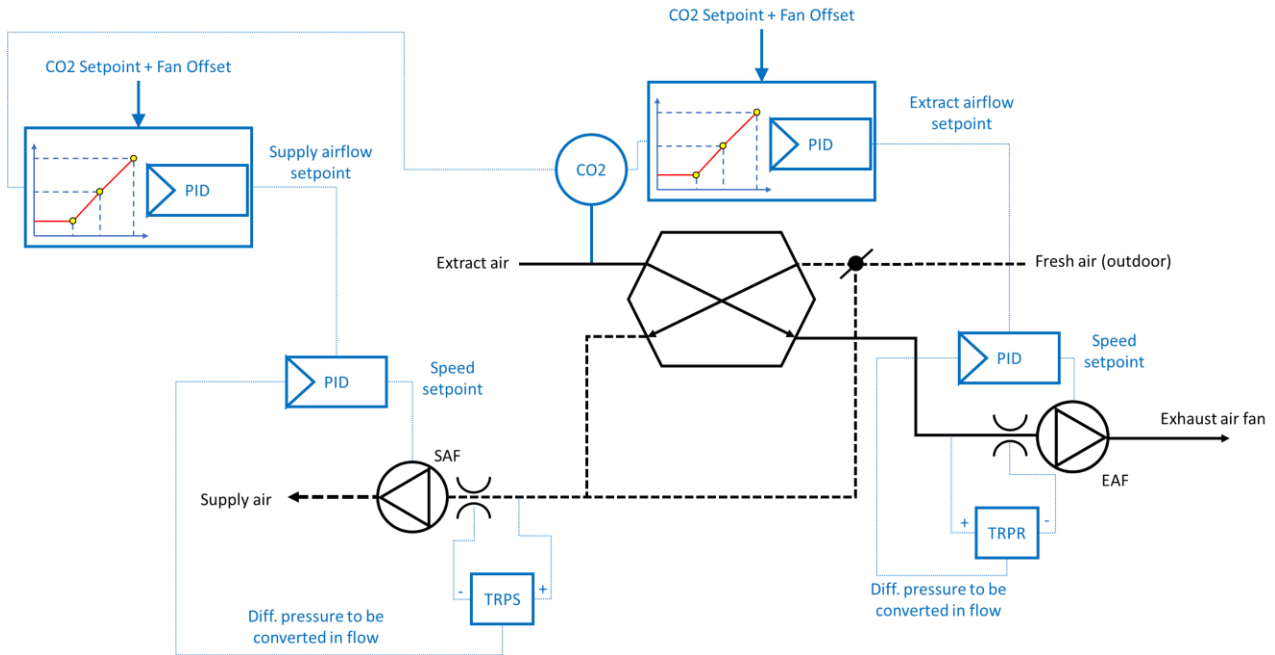 CO2 Setpoint + Fan Offset
CO2 Setpoint + Fan Offset
Extract airflow
setpoint
Supply airflow
setpoint
PID
CO2
PID
Extract air
Fresh air (outdoor)
PID
Speed
setpoint
PID
Speed
setpoint
Exhaust air fan
SAF
EAF
Supply air
+
TRPR
-
-
TRPS
+
Diff. pressure to be
converted in flow
Diff. pressure to be
converted in flow